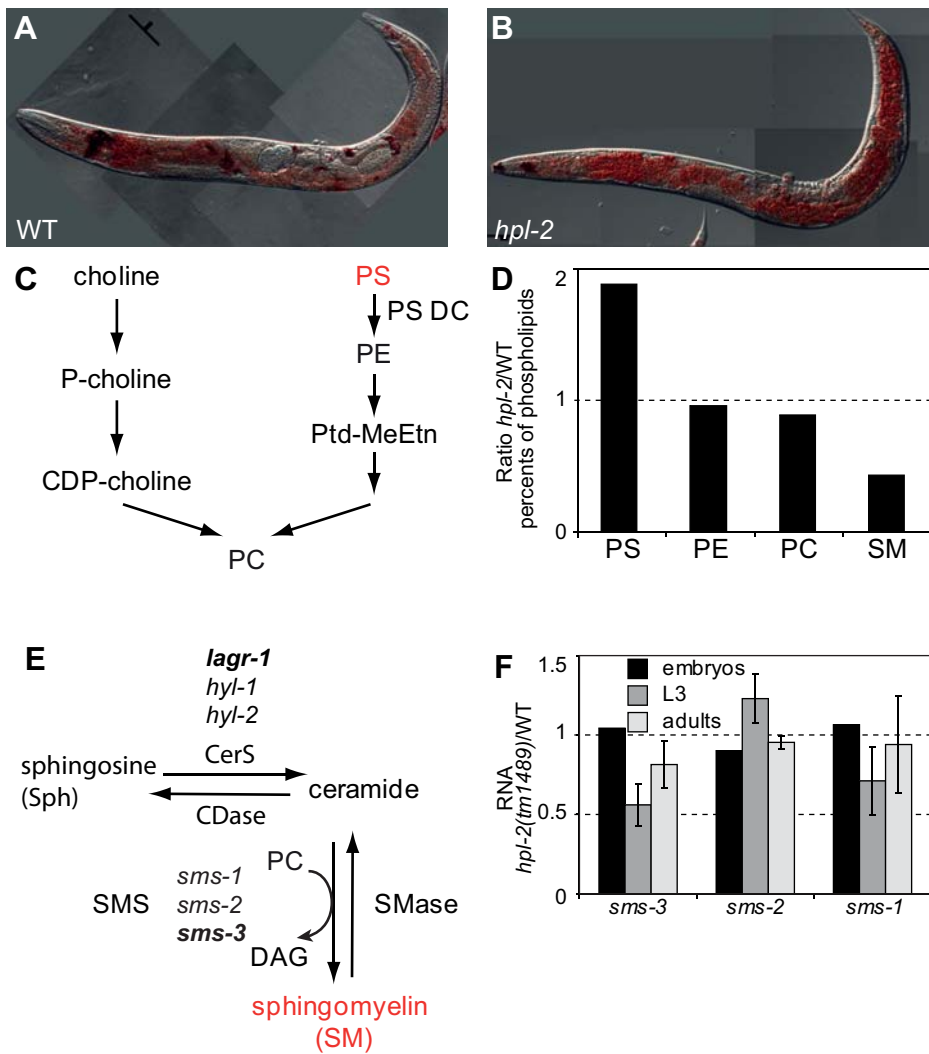 A
WT
B
hpl-2
C
choline
P-choline
CDP-choline
PS
PS DC
PE
Ptd-MeEtn
PC
D
Ratio hpl-2/WT
percents of phospholipids
2
1
0
PS PE PC SM
E
lagr-1
hyl-1
hyl-2
CerS
sphingosine
(Sph)
ceramide
CDase
PC
SMS
sms-1
sms-2
sms-3
SMase
DAG
sphingomyelin
(SM)
F
RNA
hpl-2(tm1489)/WT
1.5
1
0.5
0
embryos
L3
adults
sms-3 sms-2 sms-1